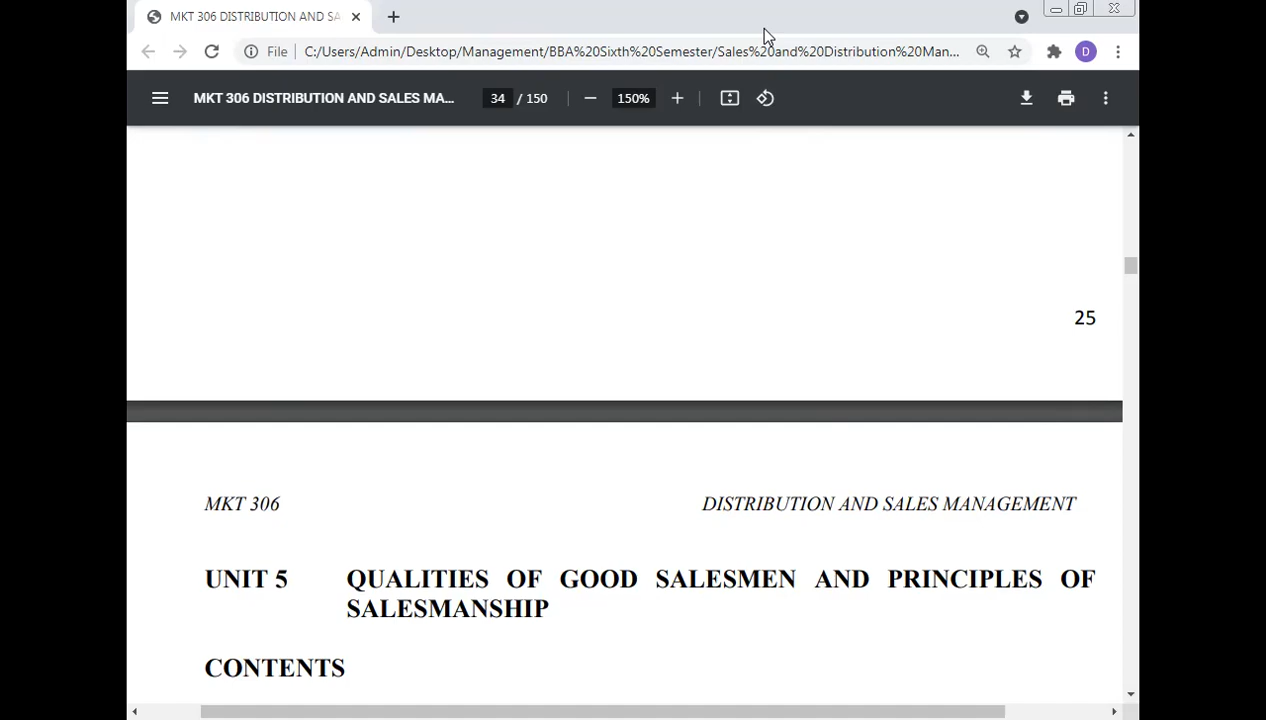 MKT 306 DISTRIBUTION AND SA
File C:/Users/Admin/Desktop/Management/BBA%20Sixth%20Semester/Sales%20and%20Distribution%20Man...
D
MKT 306 DISTRIBUTION AND SALES MA... 34 / 150 150%
25
MKT 306 DISTRIBUTION AND SALES MANAGEMENT
UNIT 5 QUALITIES OF GOOD SALESMEN AND PRINCIPLES OF
SALESMANSHIP
CONTENTS